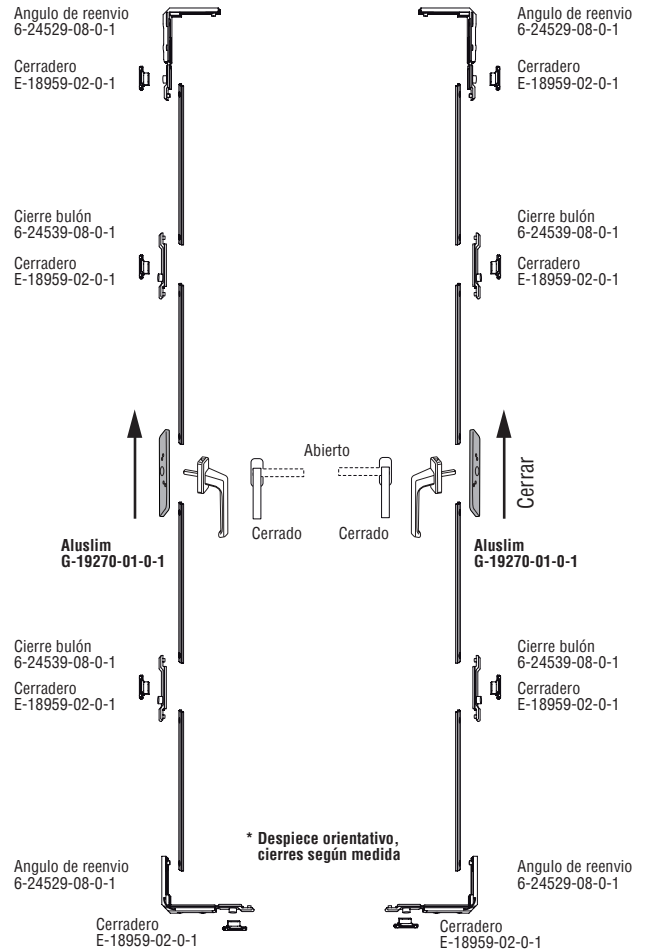 Angulo de reenvio
6-24529-08-0-1
Cerradero
E-18959-02-0-1
Angulo de reenvio
6-24529-08-0-1
Cerradero
E-18959-02-0-1
Cierre bulón
6-24539-08-0-1
Cerradero
E-18959-02-0-1
Cierre bulón
6-24539-08-0-1
Cerradero
E-18959-02-0-1
Abierto
Cerrado
Cerrado
Cerrar
Aluslim
G-19270-01-0-1
Aluslim
G-19270-01-0-1
Cierre bulón
6-24539-08-0-1
Cerradero
E-18959-02-0-1
Cierre bulón
6-24539-08-0-1
Cerradero
E-18959-02-0-1
* Despiece orientativo,
cierres según medida
Angulo de reenvio
6-24529-08-0-1
Angulo de reenvio
6-24529-08-0-1
Cerradero
E-18959-02-0-1
Cerradero
E-18959-02-0-1